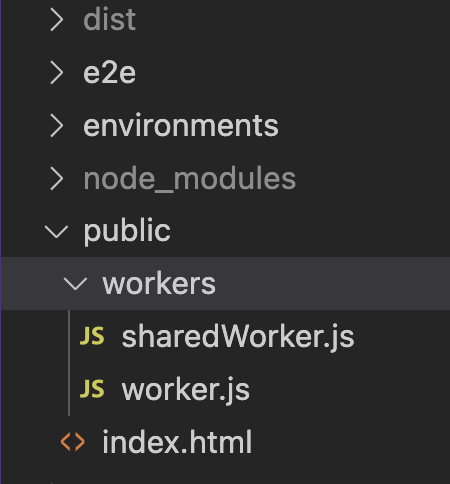 dist
e2e
environments
node_modules
public
workers
JS sharedWorker.js
JS worker.js
<> index.html